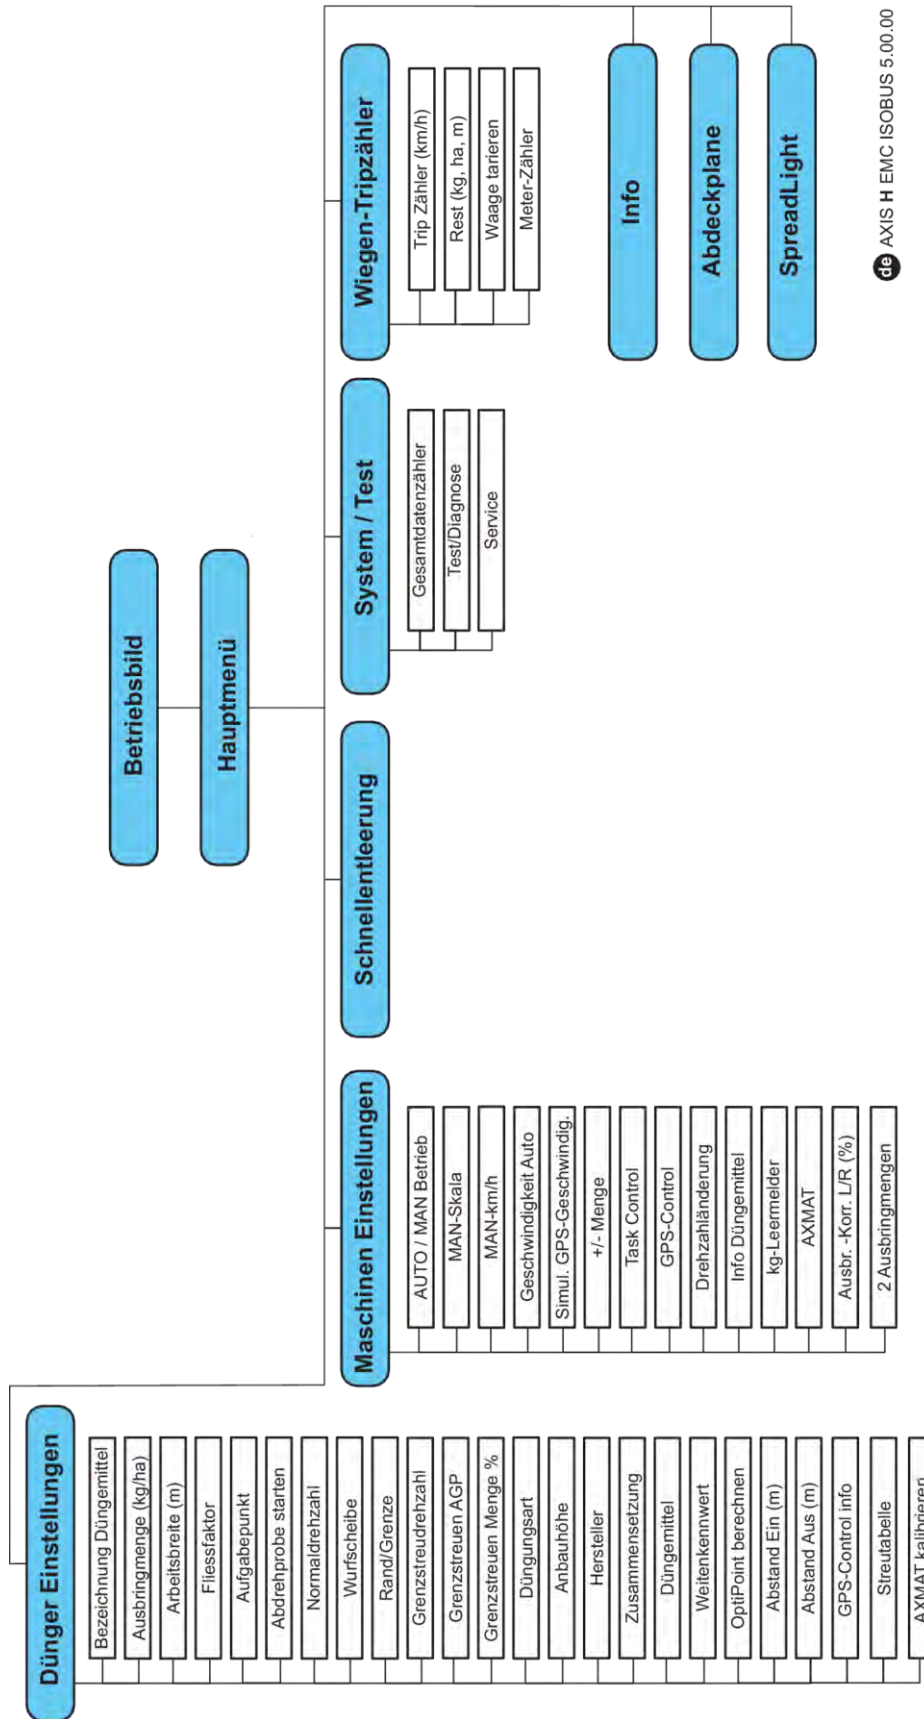 Betriebsbild
Hauptmenü
Dünger Einstellungen
Bezeichnung Düngemittel
Ausbringmenge (kg/ha)
Arbeitsbreite (m)
Fliessfaktor
Aufgabepunkt
Abdrehprobe starten
Normaldrehzahl
Wurfscheibe
Rand/Grenze
Grenzstreudrehzahl
Grenzstreuen AGP
Grenzstreuen Menge %
Düngungsart
Anbauhöhe
Hersteller
Zusammensetzung
Düngemittel
Weitenkennwert
OptiPoint berechnen
Abstand Ein (m)
Abstand Aus (m)
GPS-Control info
Streutabelle
AXMAT kalibrieren
Maschinen Einstellungen
AUTO / MAN Betrieb
MAN-Skala
MAN-km/h
Geschwindigkeit Auto
Simul. GPS-Geschwindig.
+/- Menge
Task Control
GPS-Control
Drehzahländerung
Info Düngemittel
kg-Leermelder
AXMAT
Ausbr. -Korr. L/R (%)
2 Ausbringmengen
Schnellentleerung
System / Test
Gesamtdatenzähler
Test/Diagnose
Service
Wiegen-Tripzähler
Trip Zähler (km/h)
Rest (kg, ha, m)
Waage tarieren
Meter-Zähler
Info
Abdeckplane
SpreadLight
de AXIS H EMC ISOBUS 5.00.00